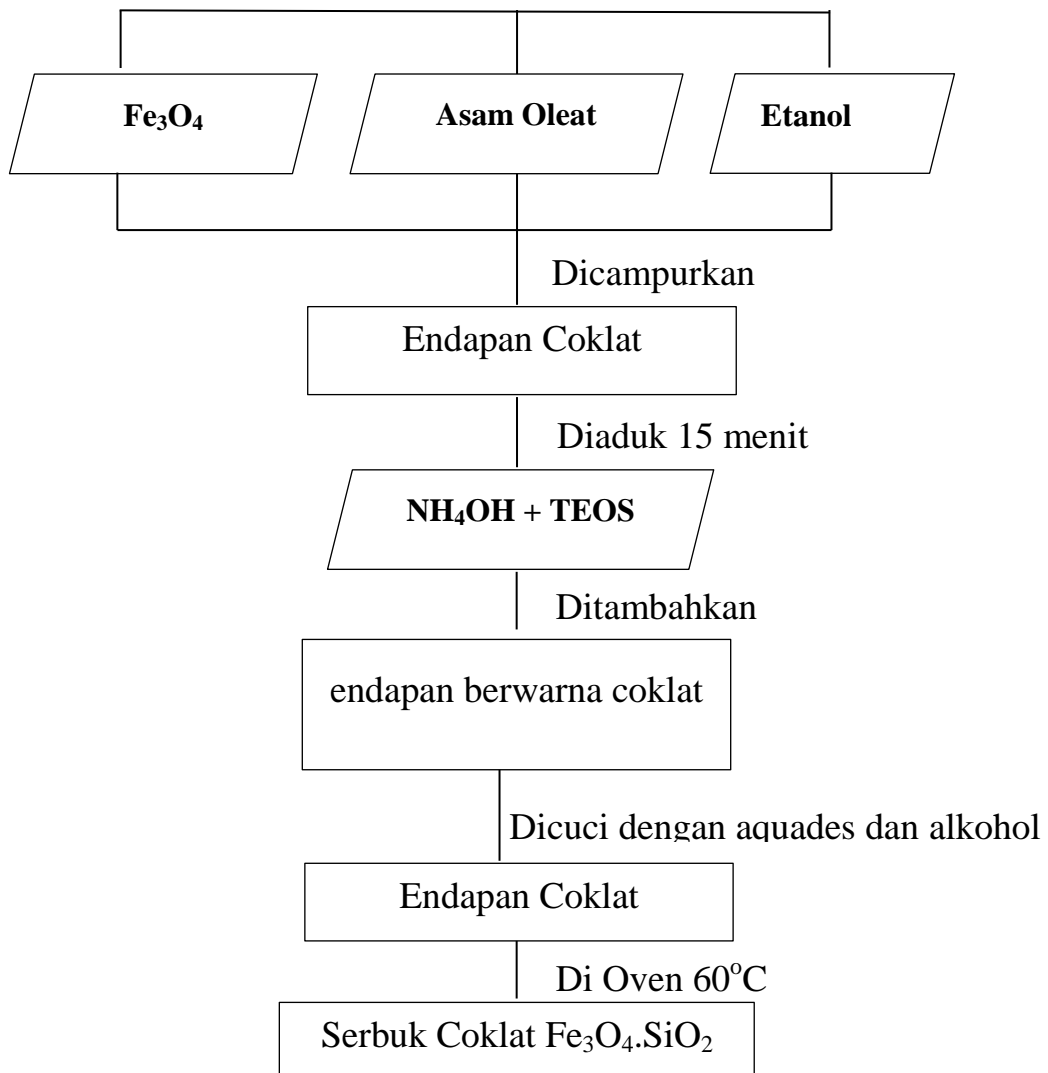 Fe₃O₄
Asam Oleat
Etanol
Dicampurkan
Endapan Coklat
Diaduk 15 menit
NH₄OH + TEOS
Ditambahkan
endapan berwarna coklat
Dicuci dengan aquades dan alkohol
Endapan Coklat
Di Oven 60°C
Serbuk Coklat Fe₃O₄.SiO₂